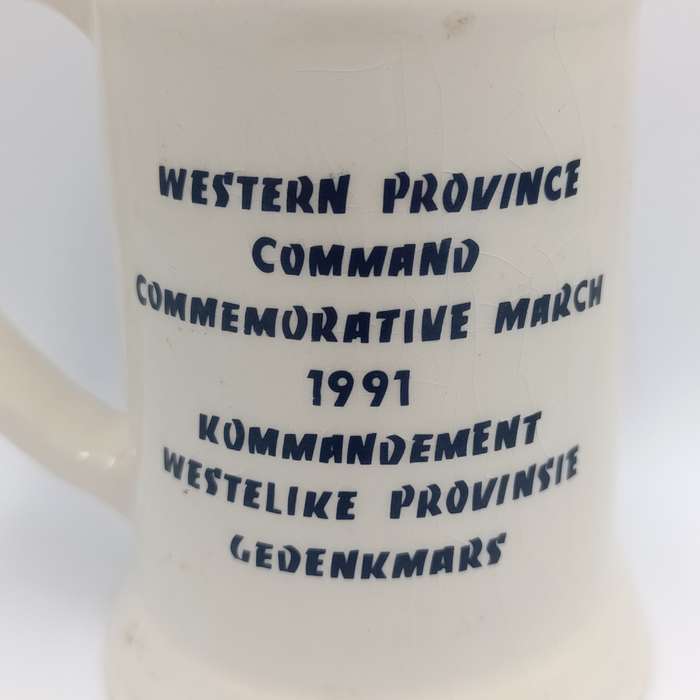 WESTERN PROVINCE
COMMAND
COMMEMORATIVE MARCH
1991
KOMMANDEMENT
WESTELIKE PROVINSIE
GEDENKMARS